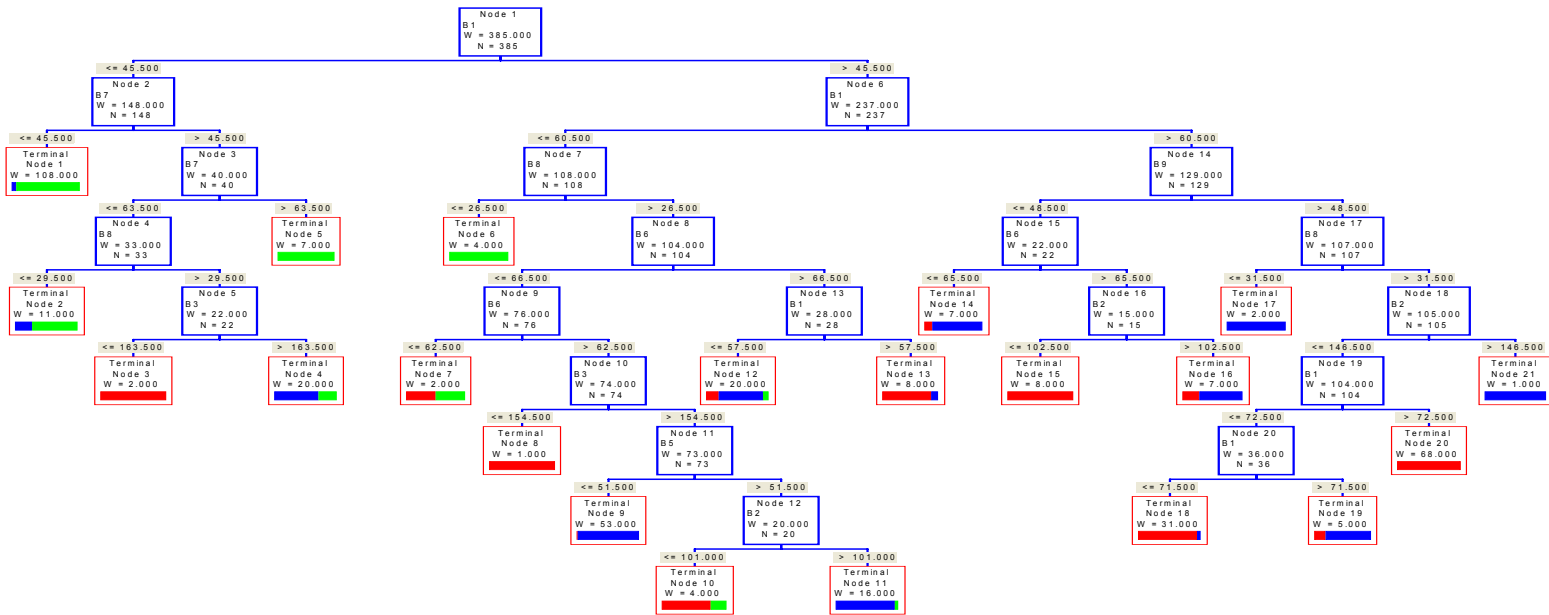 Node 1
B1
W = 385.000
N = 385
<= 45.500
> 45.500
Node 2
B7
W = 148.000
N = 148
Node 6
B1
W = 237.000
N = 237
<= 45.500
> 45.500
<= 60.500
> 60.500
Terminal
Node 1
W = 108.000
Node 3
B7
W = 40.000
N = 40
Node 7
B8
W = 108.000
N = 108
Node 14
B9
W = 129.000
N = 129
<= 63.500
> 63.500
<= 26.500
> 26.500
<= 48.500
> 48.500
Node 4
B8
W = 33.000
N = 33
Terminal
Node 5
W = 7.000
Terminal
Node 6
W = 4.000
Node 8
B6
W = 104.000
N = 104
Node 15
B6
W = 22.000
N = 22
Node 17
B8
W = 107.000
N = 107
<= 29.500
> 29.500
<= 66.500
> 66.500
<= 65.500
> 65.500
<= 31.500
> 31.500
Terminal
Node 2
W = 11.000
Node 5
B3
W = 22.000
N = 22
Node 9
B6
W = 76.000
N = 76
Node 13
B1
W = 28.000
N = 28
Terminal
Node 14
W = 7.000
Node 16
B2
W = 15.000
N = 15
Terminal
Node 17
W = 2.000
Node 18
B2
W = 105.000
N = 105
<= 163.500
> 163.500
<= 62.500
> 62.500
<= 57.500
> 57.500
<= 102.500
> 102.500
<= 146.500
> 146.500
Terminal
Node 3
W = 2.000
Terminal
Node 4
W = 20.000
Terminal
Node 7
W = 2.000
Node 10
B3
W = 74.000
N = 74
Terminal
Node 12
W = 20.000
Terminal
Node 13
W = 8.000
Terminal
Node 15
W = 8.000
Terminal
Node 16
W = 7.000
Node 19
B1
W = 104.000
N = 104
Terminal
Node 21
W = 1.000
<= 154.500
> 154.500
<= 72.500
> 72.500
Terminal
Node 8
W = 1.000
Node 11
B5
W = 73.000
N = 73
Node 20
B1
W = 36.000
N = 36
Terminal
Node 20
W = 68.000
<= 51.500
> 51.500
<= 71.500
> 71.500
Terminal
Node 9
W = 53.000
Node 12
B2
W = 20.000
N = 20
Terminal
Node 18
W = 31.000
Terminal
Node 19
W = 5.000
<= 101.000
> 101.000
Terminal
Node 10
W = 4.000
Terminal
Node 11
W = 16.000